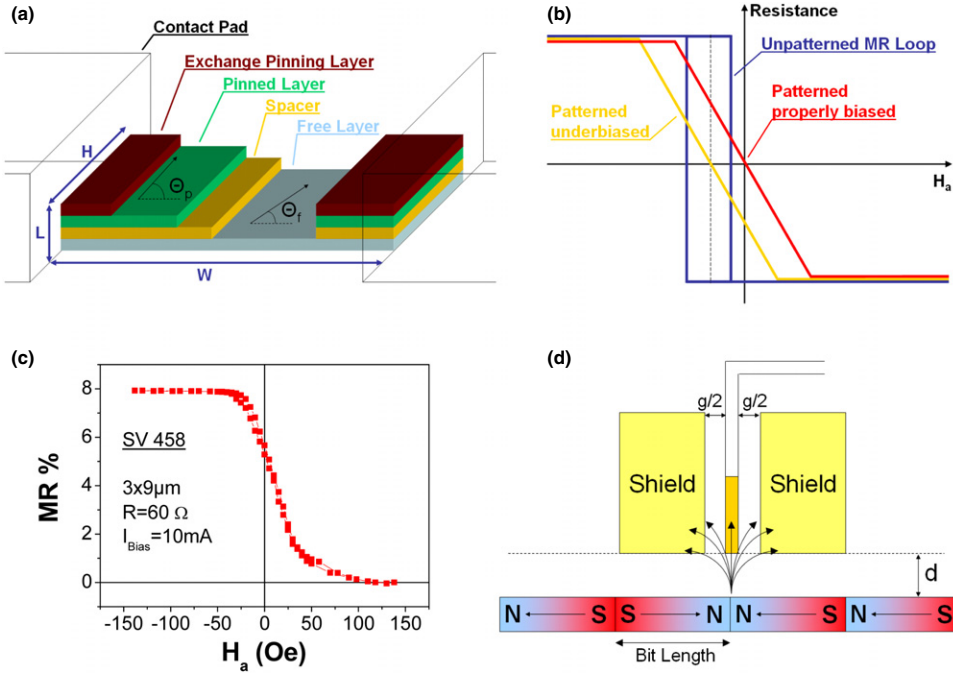 (a)
Contact Pad
Exchange Pinning Layer
Pinned Layer
Spacer
Free Layer
H
Θp
Θf
L
W
(b)
Resistance
Unpatterned MR Loop
Patterned
underbiased
Patterned
properly biased
Ha
(c)
MR %
8
6
4
2
0
SV 458
3x9µm
R=60 Ω
IBias=10mA
-150 -100 -50 0 50 100 150
Ha (Oe)
(d)
g/2 g/2
Shield Shield
d
N S S N N S N S
Bit Length